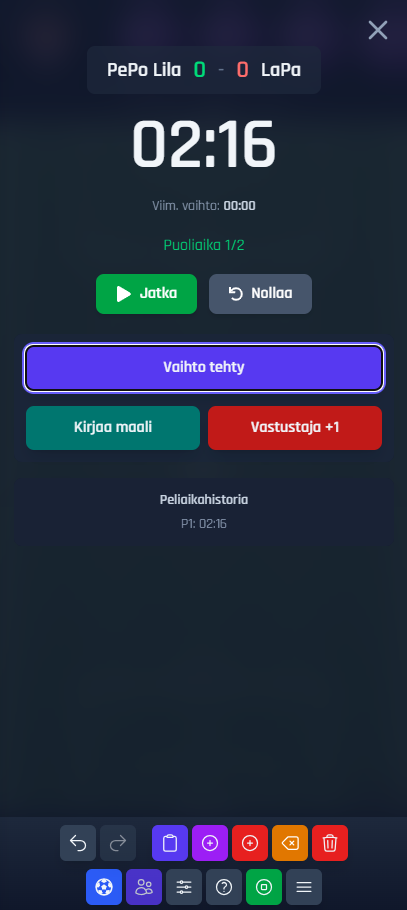 PePo Lila 0 - 0 LaPa
02:16
Viim. vaihto: 00:00
Puoliaika 1/2
Jatka Nollaa
Vaihto tehty
Kirjaa maali Vastustaja +1
Peliaikahistoria
P1: 02:16